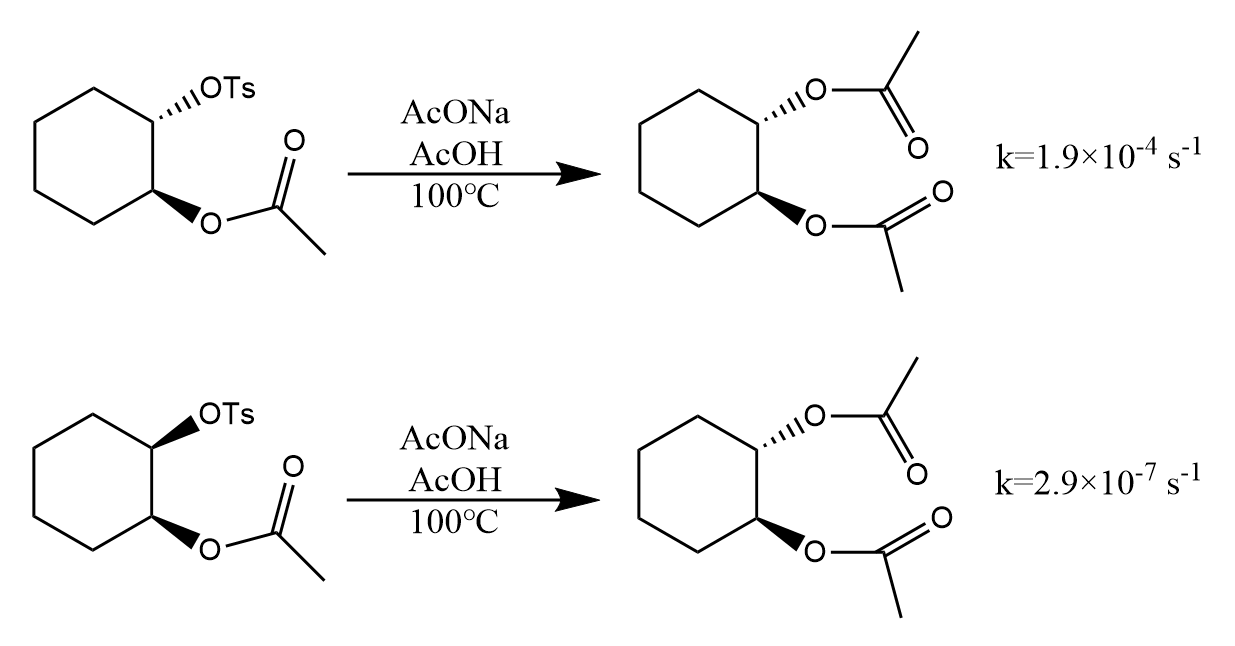 OTs
O
O
AcONa
AcOH
100℃
O
O
O
O
k=1.9×10⁻⁴ s⁻¹
OTs
O
O
AcONa
AcOH
100℃
O
O
O
O
k=2.9×10⁻⁷ s⁻¹